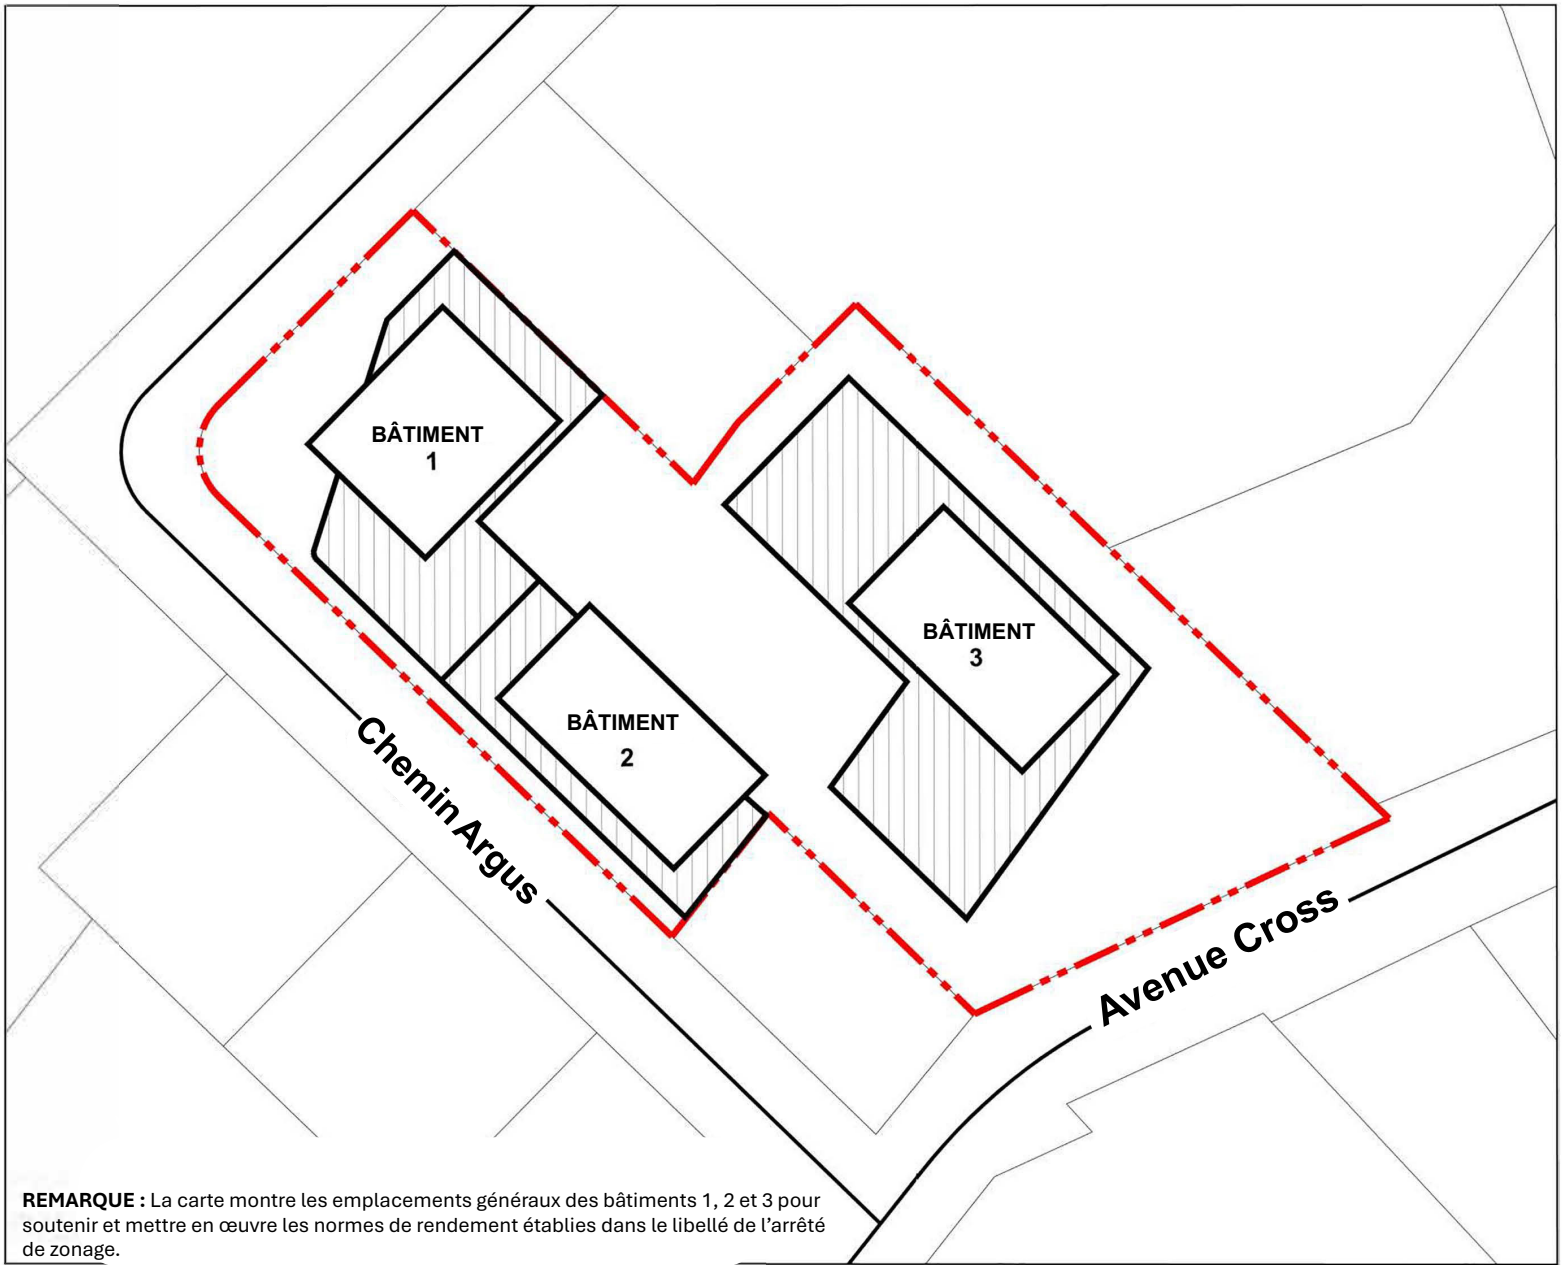 BÂTIMENT
1
BÂTIMENT
3
BÂTIMENT
2
Chemin Argus
Avenue Cross
REMARQUE : La carte montre les emplacements généraux des bâtiments 1, 2 et 3 pour
soutenir et mettre en œuvre les normes de rendement établies dans le libellé de l’arrêté
de zonage.